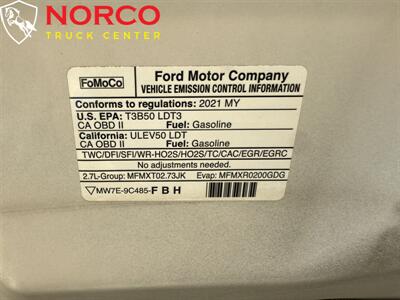 NORCO
TRUCK CENTER
FoMoCo
Ford Motor Company
VEHICLE EMISSION CONTROL INFORMATION
Conforms to regulations: 2021 MY
U.S. EPA: T3B50 LDT3
CA OBD II Fuel: Gasoline
California: ULEV50 LDT
CA OBD II Fuel: Gasoline
TWC/DFI/SFI/WR-HO2S/HO2S/TC/CAC/EGR/EGRC
No adjustments needed.
2.7L-Group: MFMXT02.73JK Evap: MFMXR0200GDG
MW7E-9C485-FBH